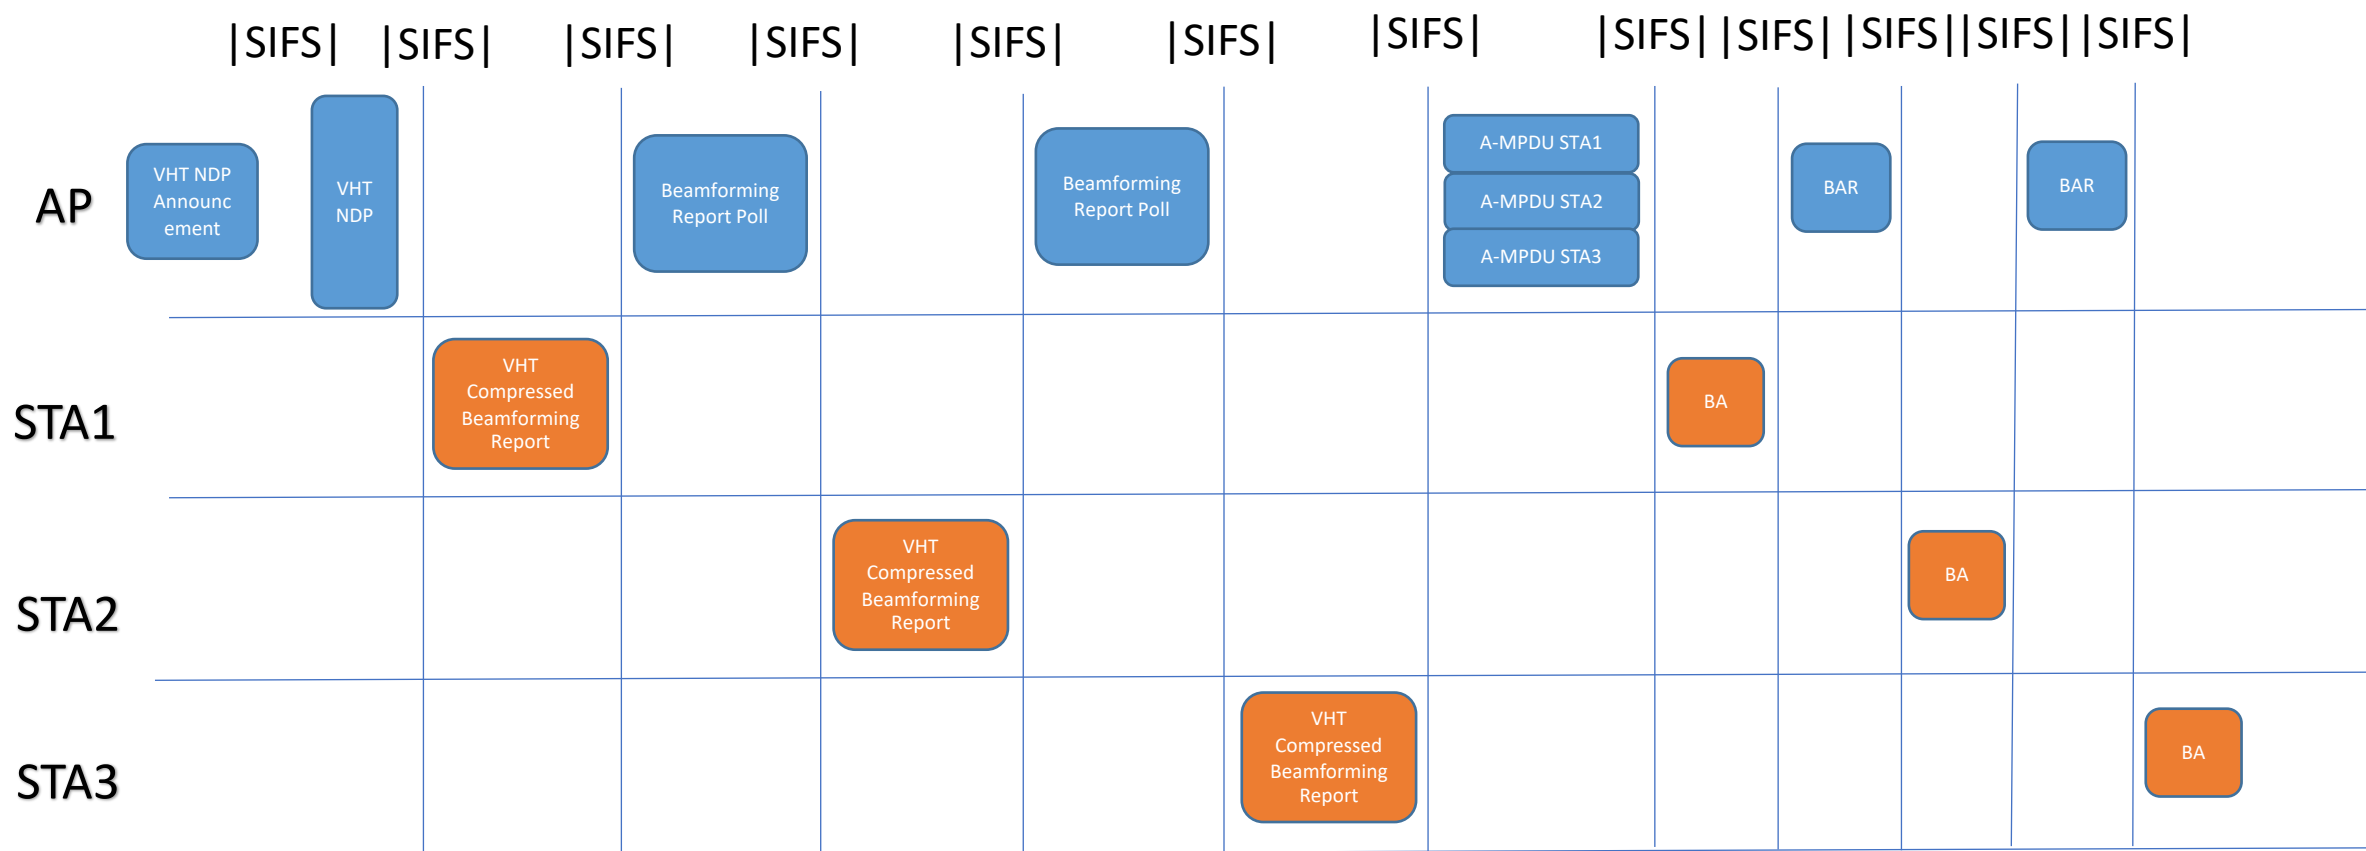 |SIFS| |SIFS| |SIFS| |SIFS| |SIFS| |SIFS| |SIFS| |SIFS| |SIFS| |SIFS| |SIFS| |SIFS|
AP
VHT NDP
Announc
ement
VHT
NDP
Beamforming
Report Poll
Beamforming
Report Poll
A-MPDU STA1
A-MPDU STA2
A-MPDU STA3
BAR
BAR
STA1
VHT
Compressed
Beamforming
Report
BA
STA2
VHT
Compressed
Beamforming
Report
BA
STA3
VHT
Compressed
Beamforming
Report
BA